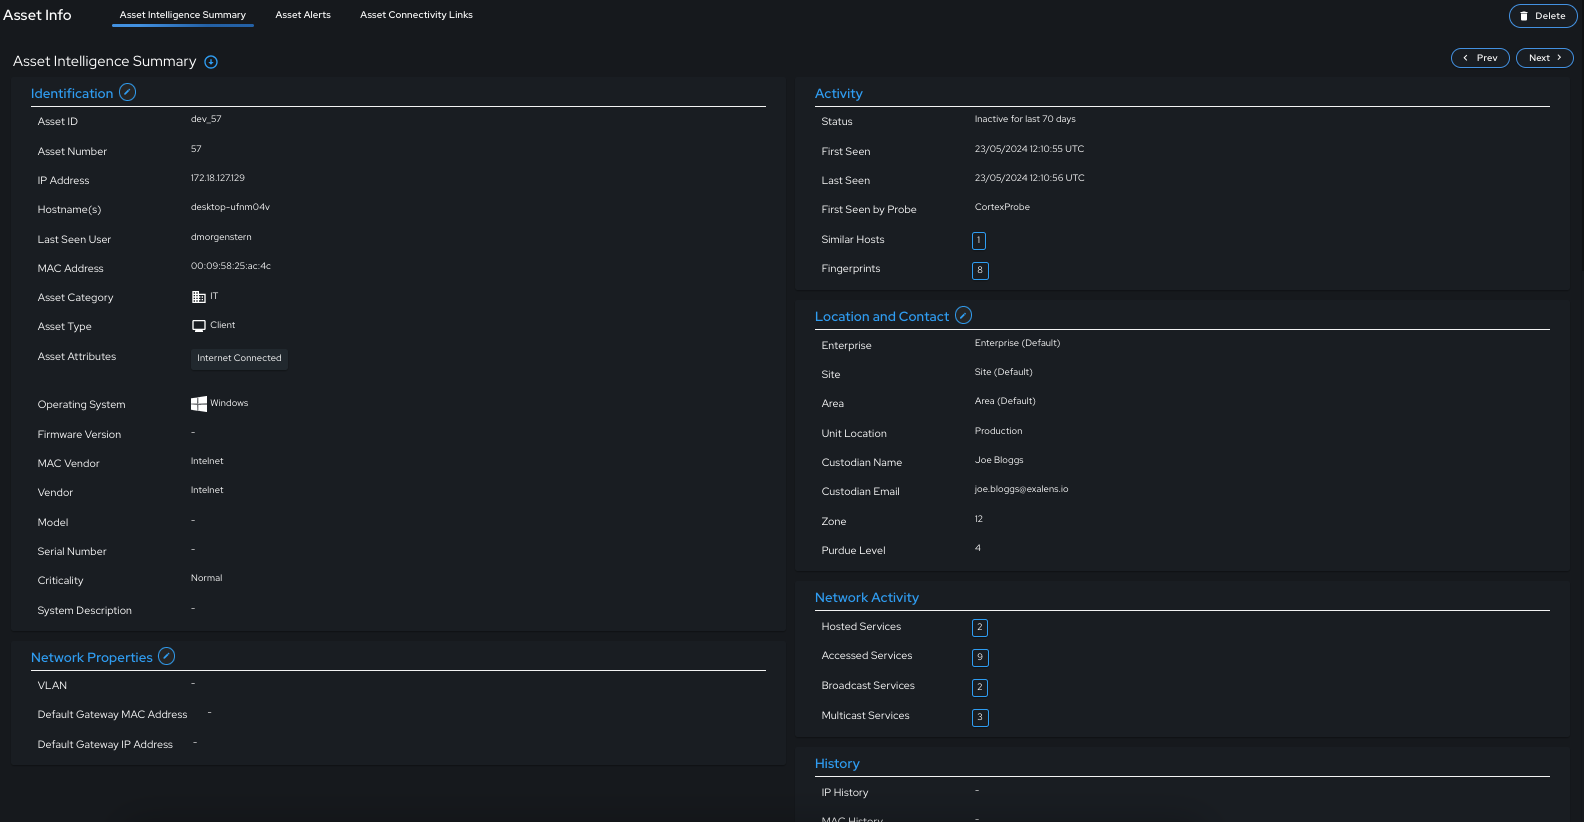 Asset Info
Asset Intelligence Summary
Asset Alerts
Asset Connectivity Links
Delete
Asset Intelligence Summary
Prev
Next
Identification
Asset ID dev_57
Asset Number 57
IP Address 172.18.127.129
Hostname(s) desktop-ufnm04v
Last Seen User dmorgenstern
MAC Address 00:09:58:25:ac:4c
Asset Category IT
Asset Type Client
Asset Attributes Internet Connected
Operating System Windows
Firmware Version -
MAC Vendor Intelnet
Vendor Intelnet
Model -
Serial Number -
Criticality Normal
System Description -
Network Properties
VLAN -
Default Gateway MAC Address -
Default Gateway IP Address -
Activity
Status Inactive for last 70 days
First Seen 23/05/2024 12:10:55 UTC
Last Seen 23/05/2024 12:10:56 UTC
First Seen by Probe CortexProbe
Similar Hosts 1
Fingerprints 8
Location and Contact
Enterprise Enterprise (Default)
Site Site (Default)
Area Area (Default)
Unit Location Production
Custodian Name Joe Bloggs
Custodian Email joe.bloggs@exalens.io
Zone 12
Purdue Level 4
Network Activity
Hosted Services 2
Accessed Services 9
Broadcast Services 2
Multicast Services 3
History
IP History -
MAC History -